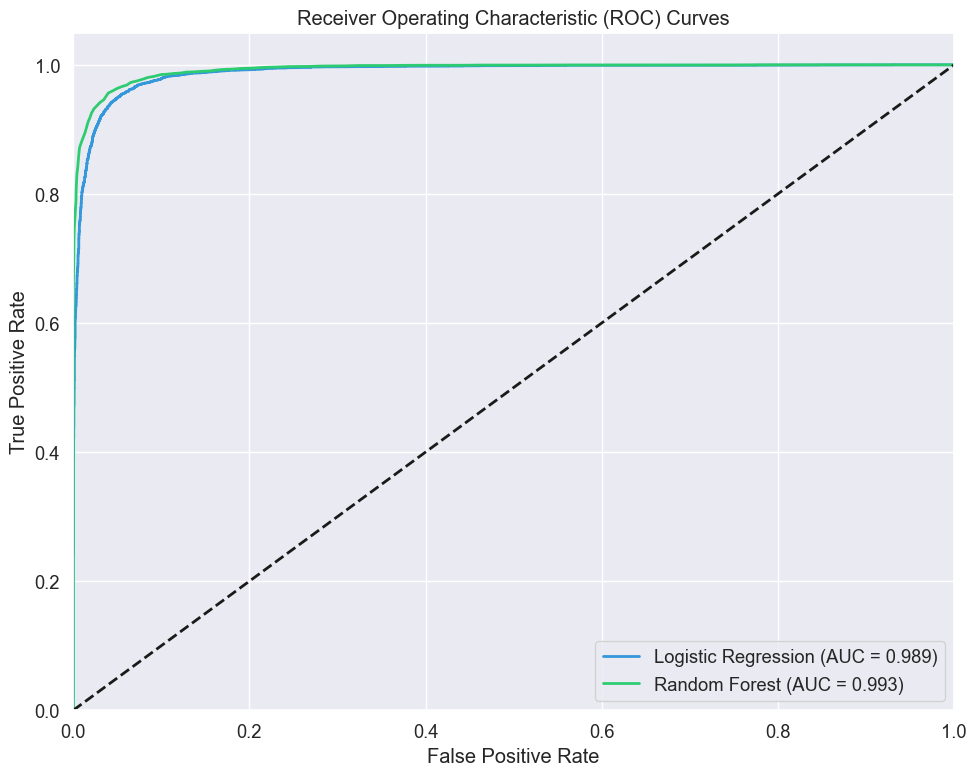 Receiver Operating Characteristic (ROC) Curves
1.0
0.8
0.6
0.4
0.2
0.0
True Positive Rate
Logistic Regression (AUC = 0.989)
Random Forest (AUC = 0.993)
0.0 0.2 0.4 0.6 0.8 1.0
False Positive Rate